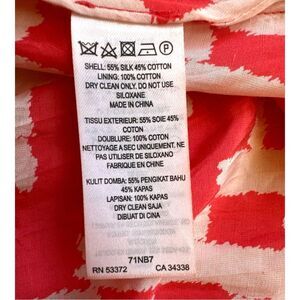 P
SHELL: 55% SILK 45% COTTON
LINING: 100% COTTON
DRY CLEAN ONLY. DO NOT USE
SILOXANE
MADE IN CHINA
TISSU EXTERIEUR: 55% SOIE 45%
COTON
DOUBLURE: 100% COTON
NETTOYAGE A SEC UNIQUEMENT. NE
PAS UTILISER DE SILOXANO
FABRIQUE EN CHINE
KULIT DOMBA: 55% PENGIKAT BAHU
45% KAPAS
LAPISAN: 100% KAPAS
DRY CLEAN SAJA
DIBUAT DI CINA
71NB7
RN 53372 CA 34338